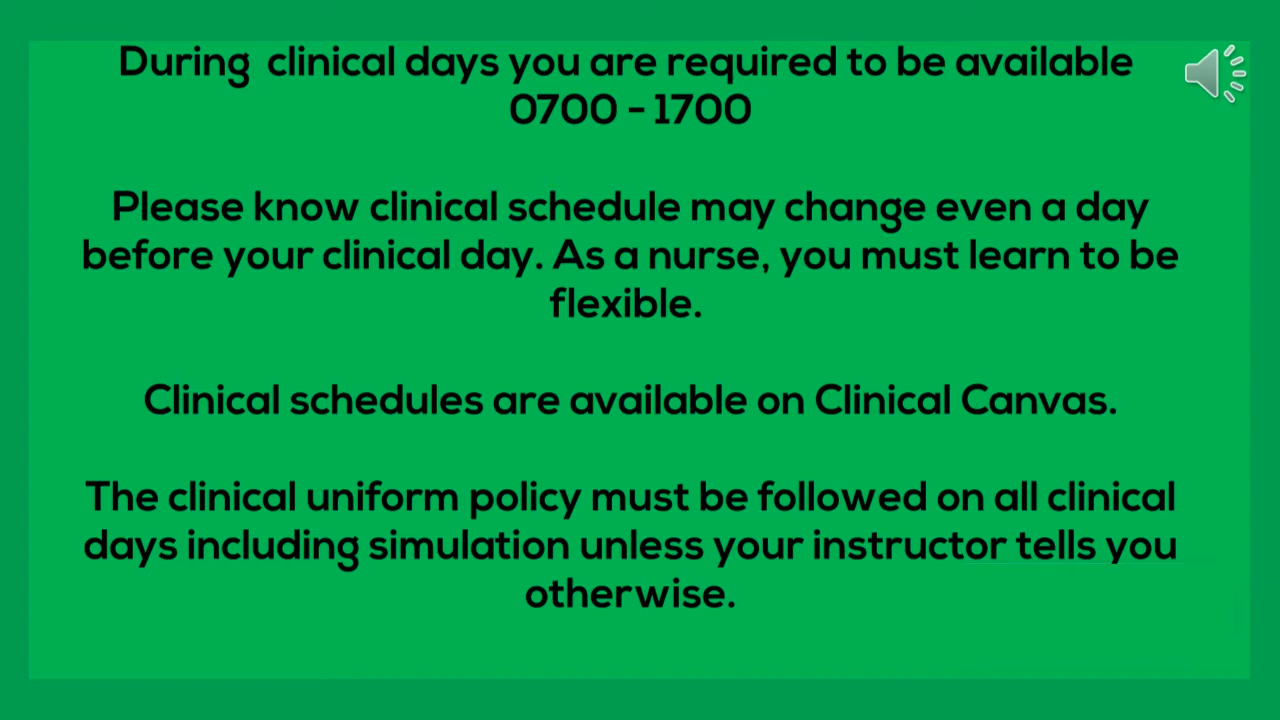 During  clinical days you are required to be available
0700 - 1700
Please know clinical schedule may change even a day
before your clinical day. As a nurse, you must learn to be
flexible.
Clinical schedules are available on Clinical Canvas.
The clinical uniform policy must be followed on all clinical
days including simulation unless your instructor tells you
otherwise.